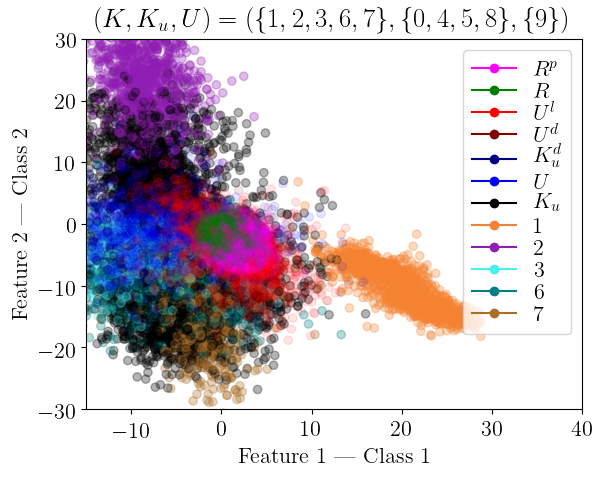 (K, K_u, U) = ({1, 2, 3, 6, 7}, {0, 4, 5, 8}, {9})
30
20
10
0
−10
−20
−30
Feature 2 — Class 2
−10
0
10
20
30
40
Feature 1 — Class 1
R^p
R
U^l
U^d
K_u^d
U
K_u
1
2
3
6
7